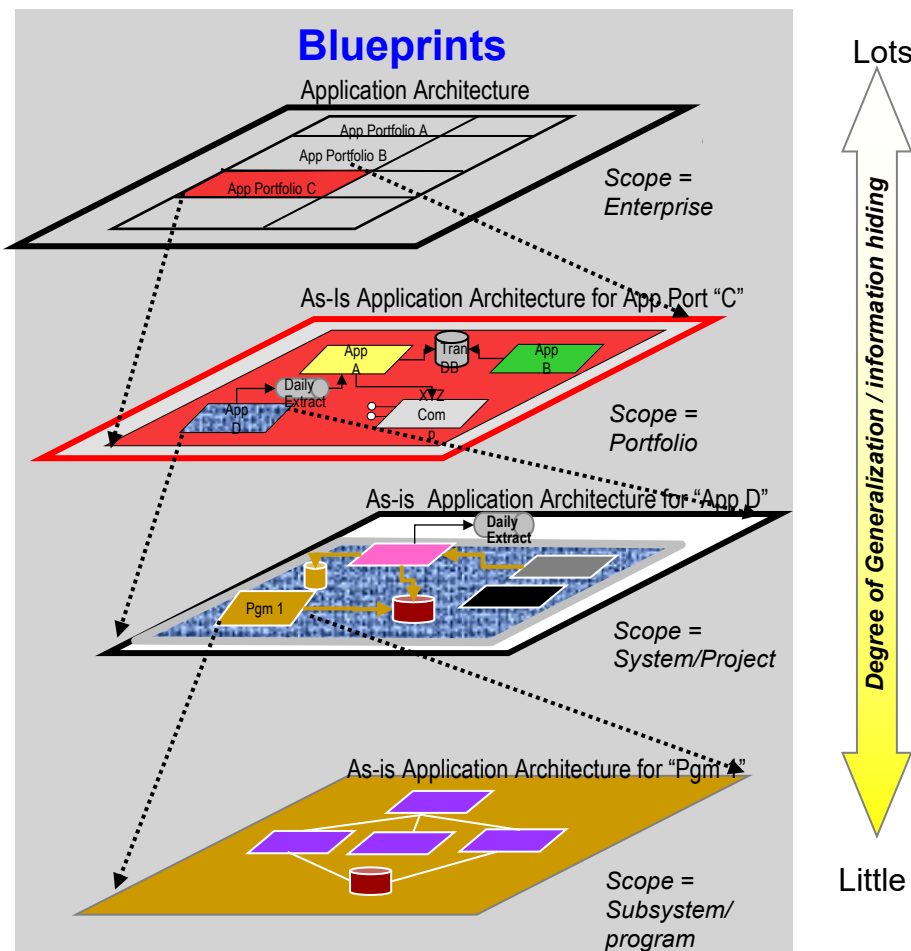 Blueprints
Lots
Application Architecture
App Portfolio A
App Portfolio B
App Portfolio C
Scope =
Enterprise
As-Is Application Architecture for App Port “C”
App
A
Tran
DB
App
B
Daily
Extract
App
D
XYZ
Com
p
Scope =
Portfolio
As-is Application Architecture for “App D”
Daily
Extract
Pgm 1
Scope =
System/Project
As-is Application Architecture for “Pgm 1”
Scope =
Subsystem/
program
Degree of Generalization / information hiding
Little